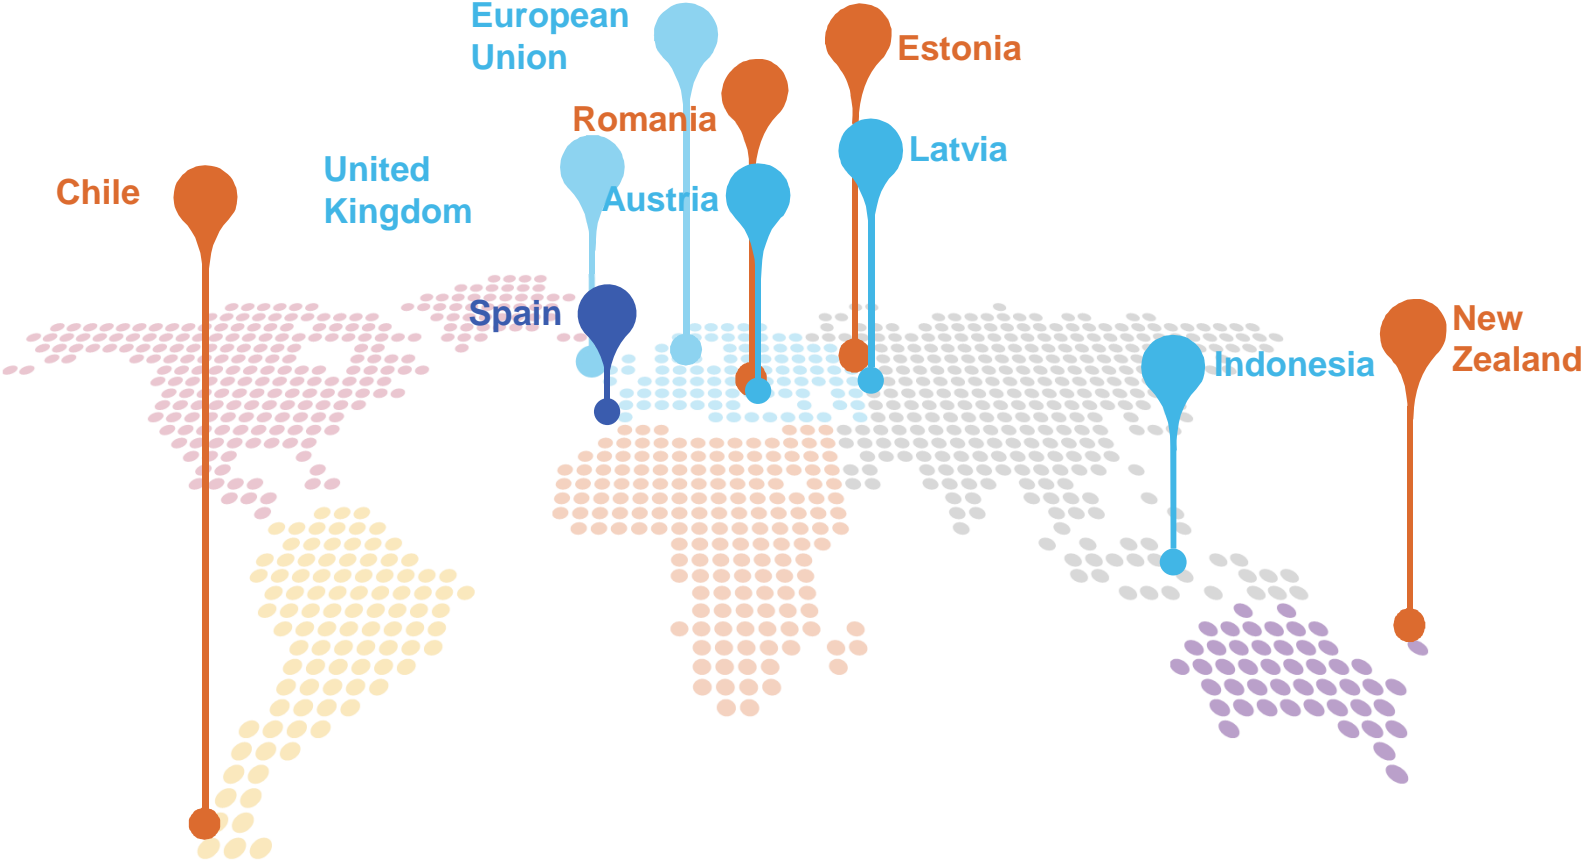 European
Union
Estonia
Romania
Latvia
United
Kingdom
Chile
Austria
Spain
New
Zealand
Indonesia